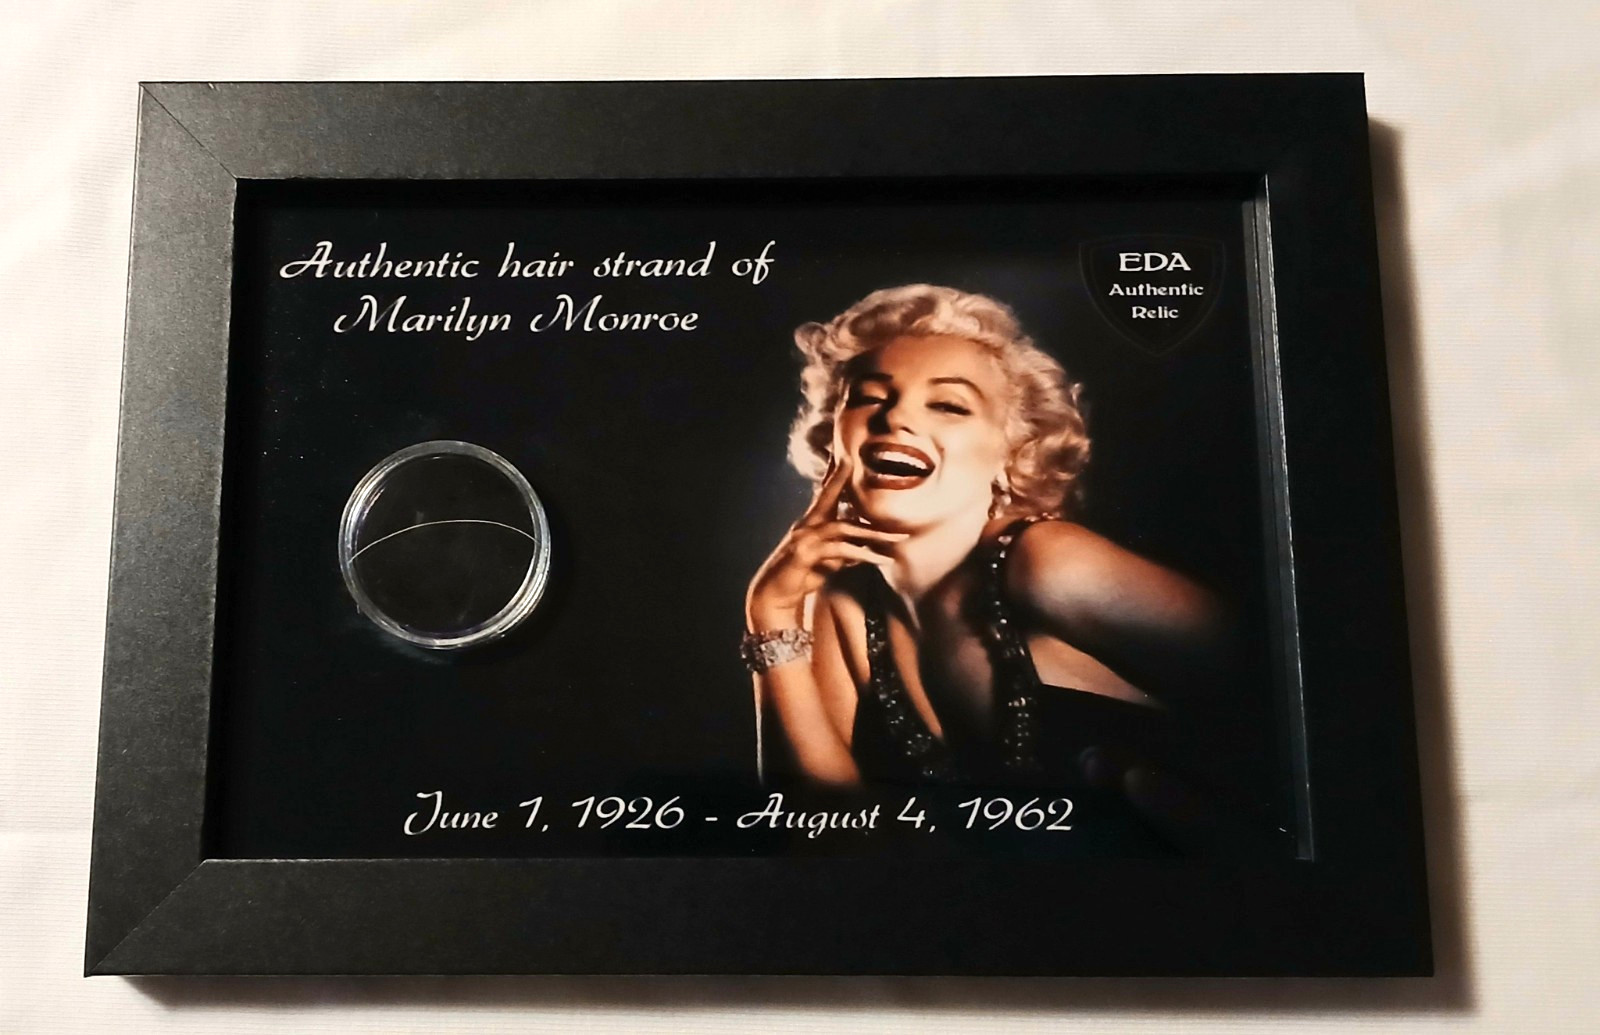 Authentic hair strand of
Marilyn Monroe
EDA
Authentic
Relic
June 1, 1926 - August 4, 1962